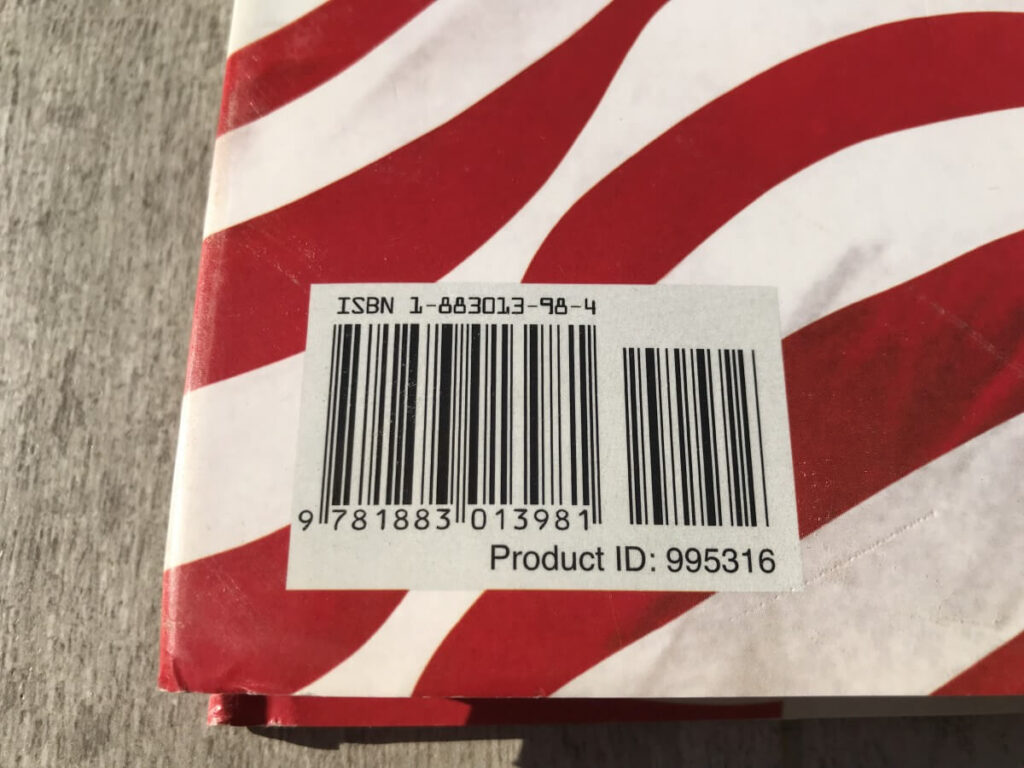 ISBN 1-883013-98-4
9 781883 013981
Product ID: 995316